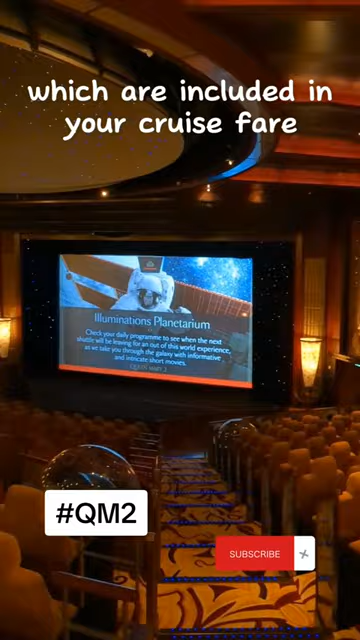 which are included in
your cruise fare
Illuminations Planetarium
Check your daily programme to see when the next
shuttle will be leaving for an out of this world experience,
as we take you through the galaxy with informative
and intricate short movies.
QUEEN MARY 2
#QM2
SUBSCRIBE